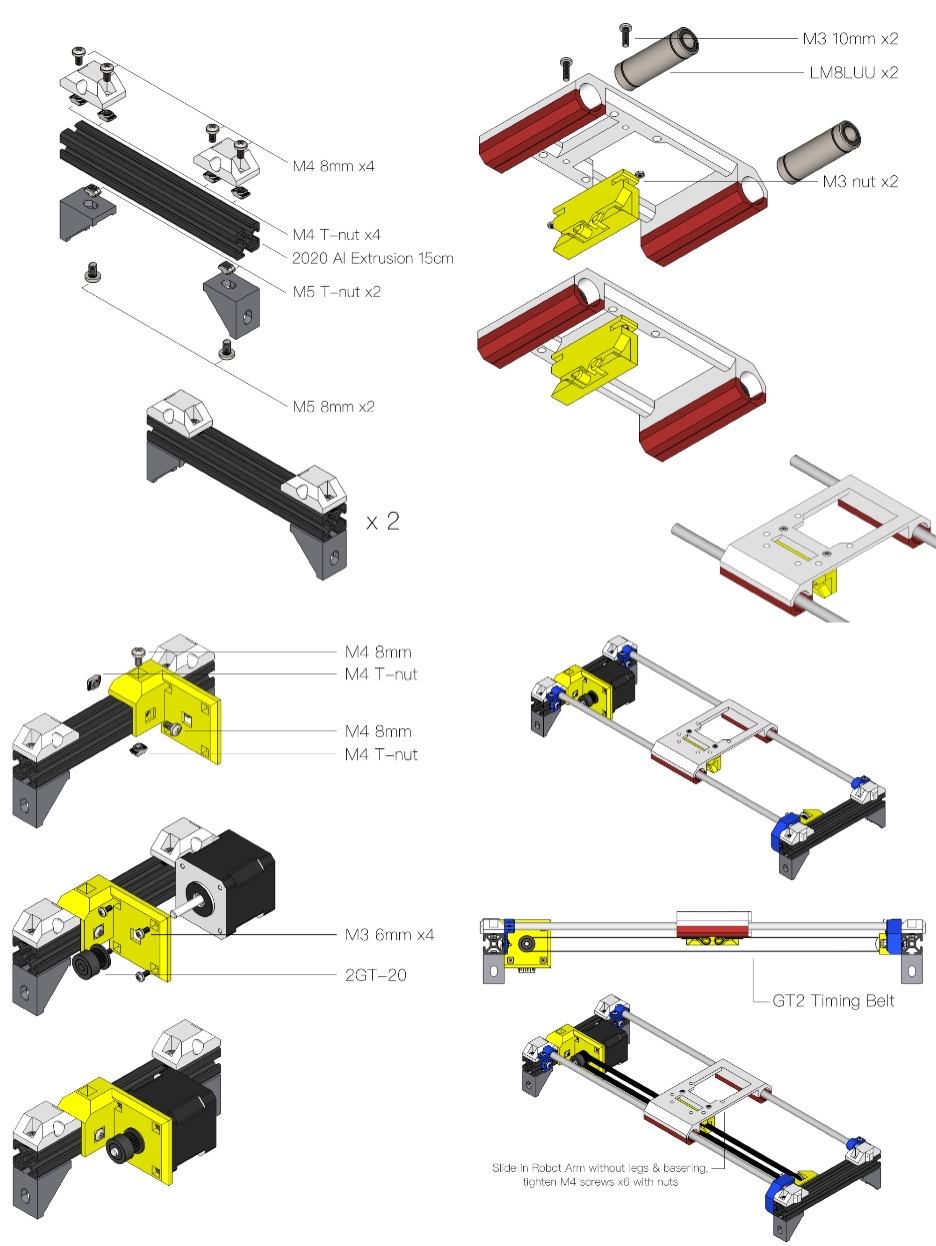 M4 8mm x4
M4 T-nut x4
2020 Al Extrusion 15cm
M5 T-nut x2
M5 8mm x2
x 2
M3 10mm x2
LM8LUU x2
M3 nut x2
M4 8mm
M4 T-nut
M4 8mm
M4 T-nut
M3 6mm x4
2GT-20
GT2 Timing Belt
Slide in Robot Arm without legs & basering,
tighten M4 screws x6 with nuts